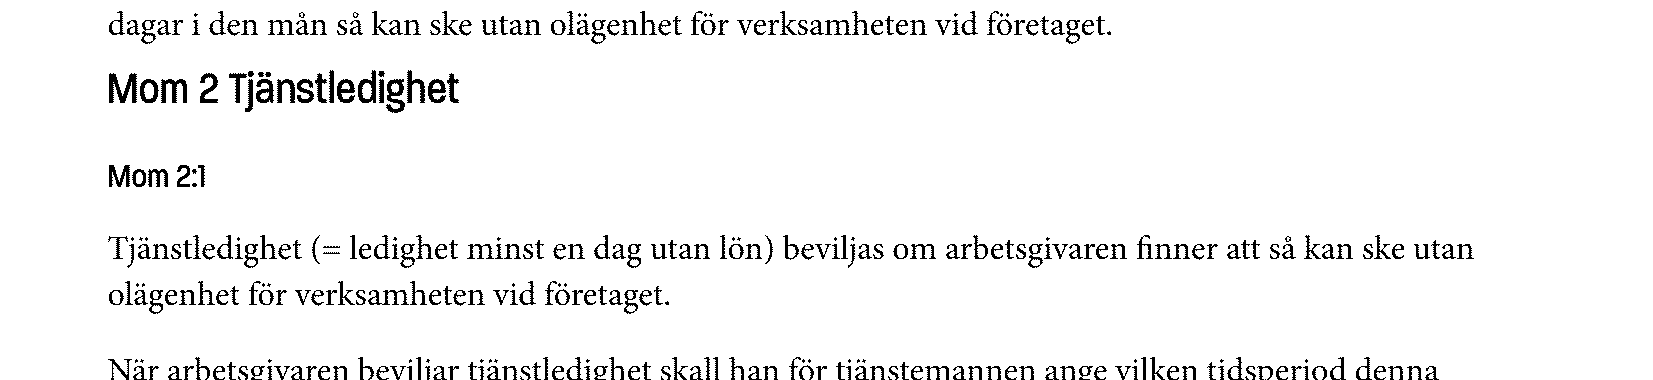 dagar i den mån så kan ske utan olägenhet för verksamheten vid företaget.
Mom 2 Tjänstledighet
Mom 2:1
Tjänstledighet (= ledighet minst en dag utan lön) beviljas om arbetsgivaren finner att så kan ske utan
olägenhet för verksamheten vid företaget.
När arbetsgivaren beviljar tjänstledighet skall han för tjänstemannen ange vilken tidsperiod denna